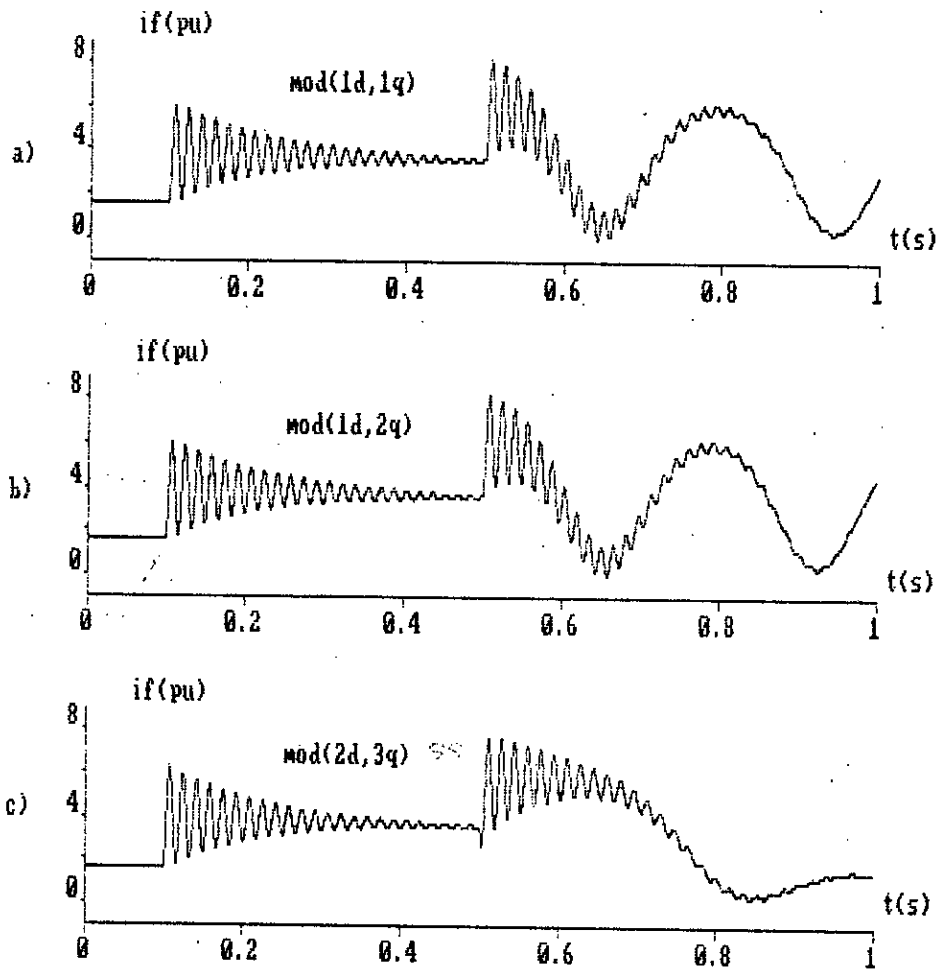 if(pu)
8
mod(1d,1q)
4
a)
0
t(s)
0 0.2 0.4 0.6 0.8 1
if(pu)
8
mod(1d,2q)
4
b)
0
t(s)
0 0.2 0.4 0.6 0.8 1
if(pu)
8
mod(2d,3q)
4
c)
0
t(s)
0 0.2 0.4 0.6 0.8 1